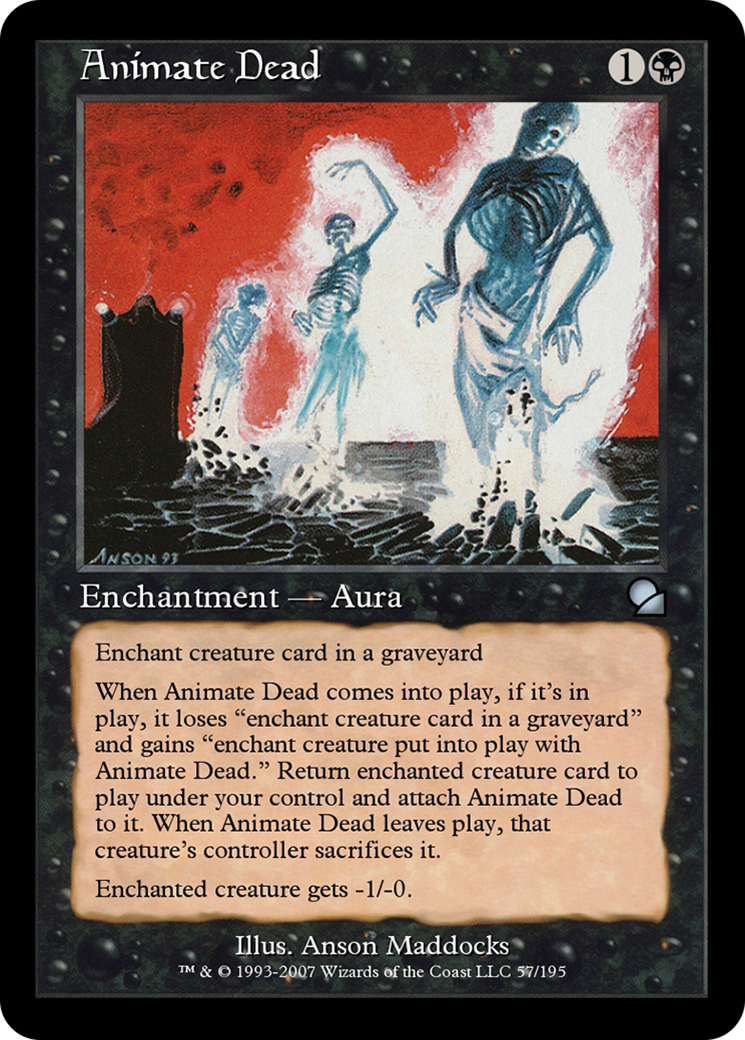 Animate Dead
1
ANSON 93
Enchantment — Aura
Enchant creature card in a graveyard
When Animate Dead comes into play, if it's in
play, it loses “enchant creature card in a graveyard”
and gains “enchant creature put into play with
Animate Dead.” Return enchanted creature card to
play under your control and attach Animate Dead
to it. When Animate Dead leaves play, that
creature's controller sacrifices it.
Enchanted creature gets -1/-0.
Illus. Anson Maddocks
™ & © 1993-2007 Wizards of the Coast LLC 57/195